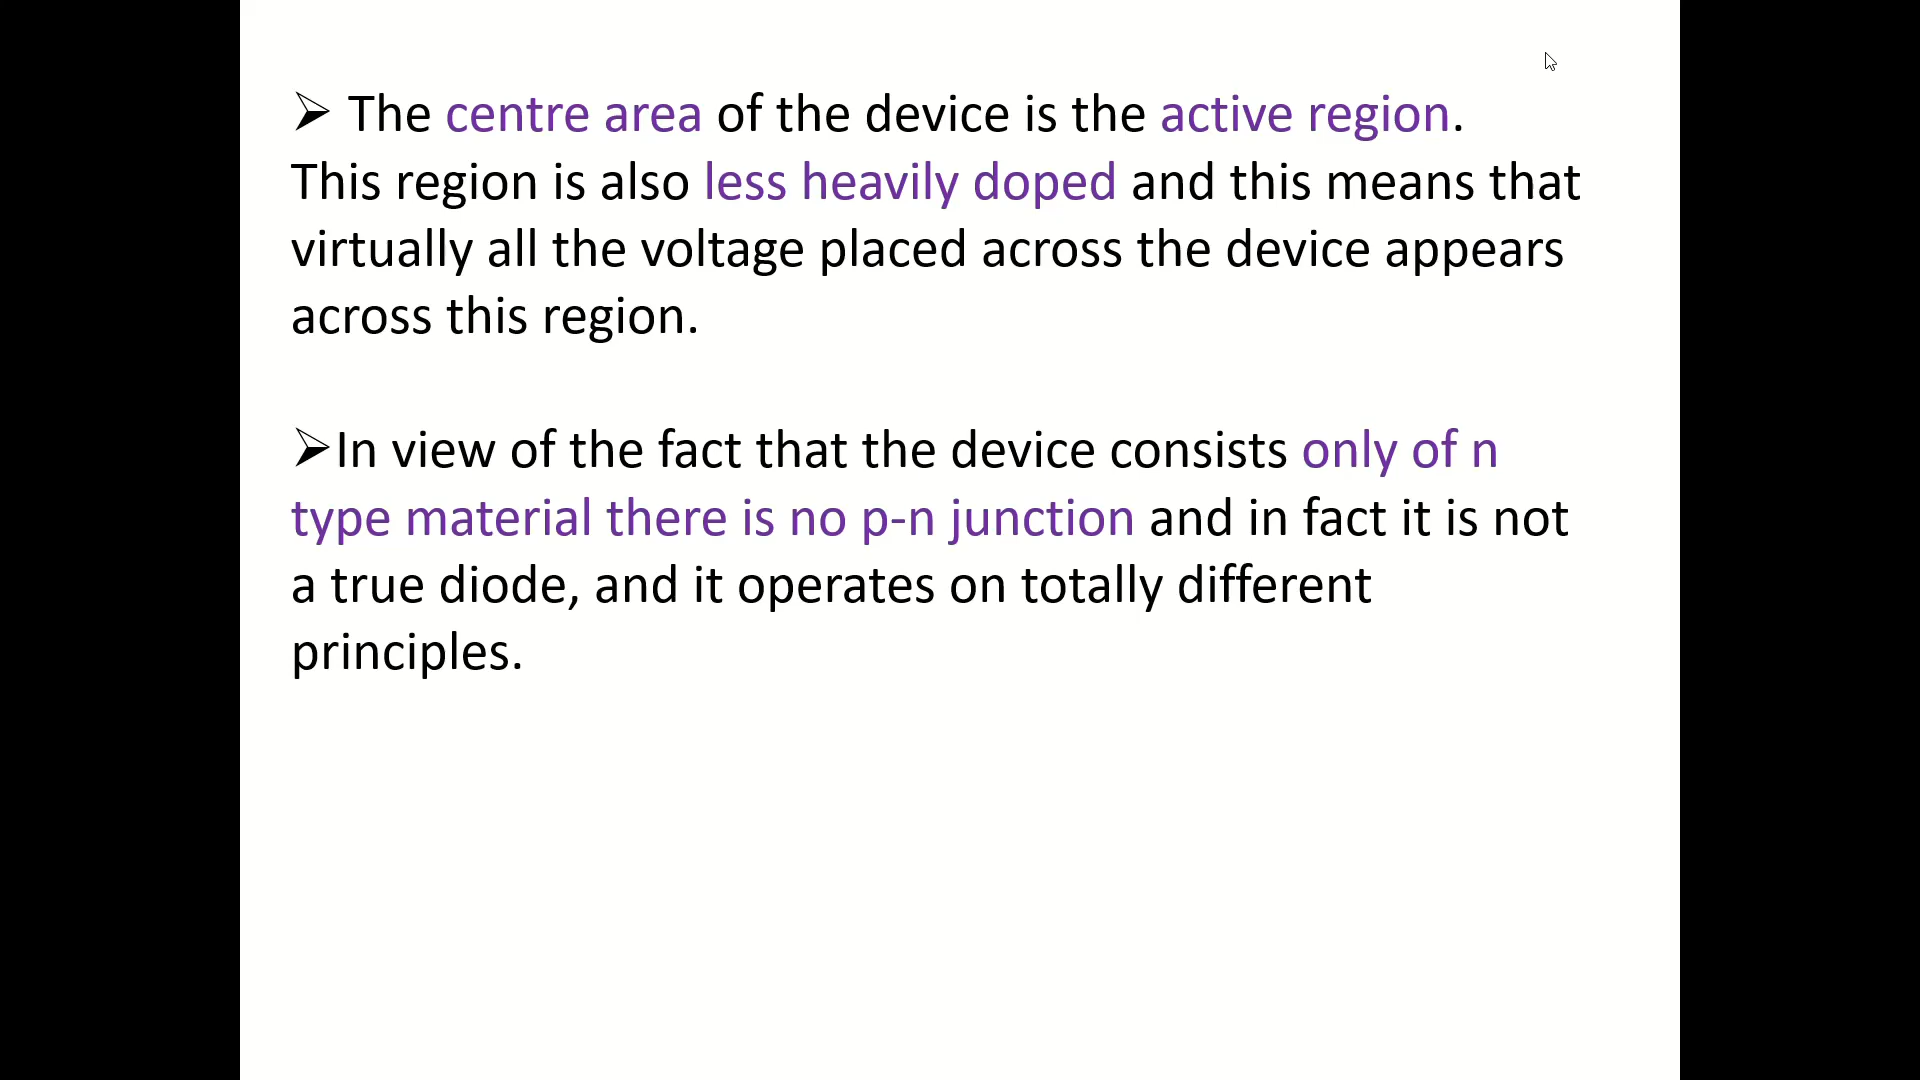 ➢ The centre area of the device is the active region.
This region is also less heavily doped and this means that
virtually all the voltage placed across the device appears
across this region.
➢In view of the fact that the device consists only of n
type material there is no p-n junction and in fact it is not
a true diode, and it operates on totally different
principles.